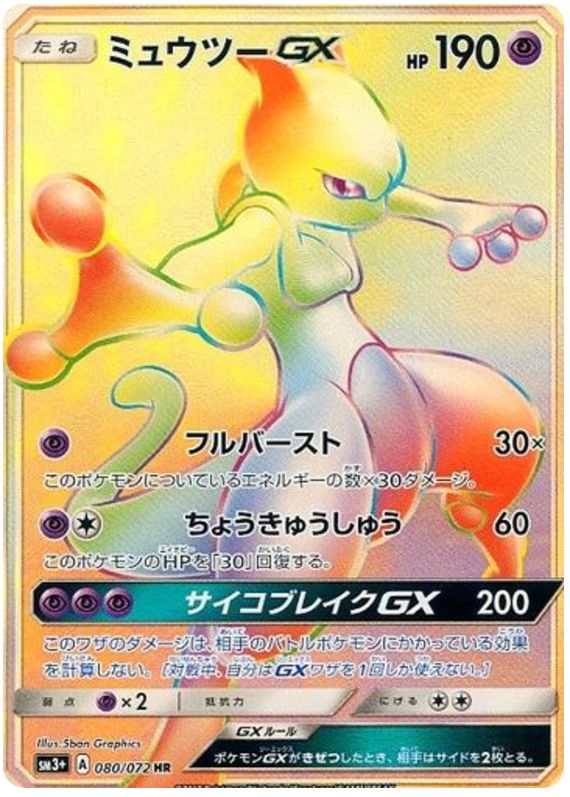 たね ミュウツーGX HP 190
フルバースト 30×
このポケモンについているエネルギーの数×30ダメージ。
ちょうきゅうしゅう 60
このポケモンのHPを「30」回復する。
サイコブレイクGX 200
このワザのダメージは、相手のバトルポケモンにかかっている効果
を計算しない。[対戦中、自分はGXワザを1回しか使えない。]
弱点 ×2 抵抗力 にげる
GXルール
ポケモンGXがきぜつしたとき、相手はサイドを2枚とる。
Illus. 5ban Graphics
SM3+ A 080/072 HR